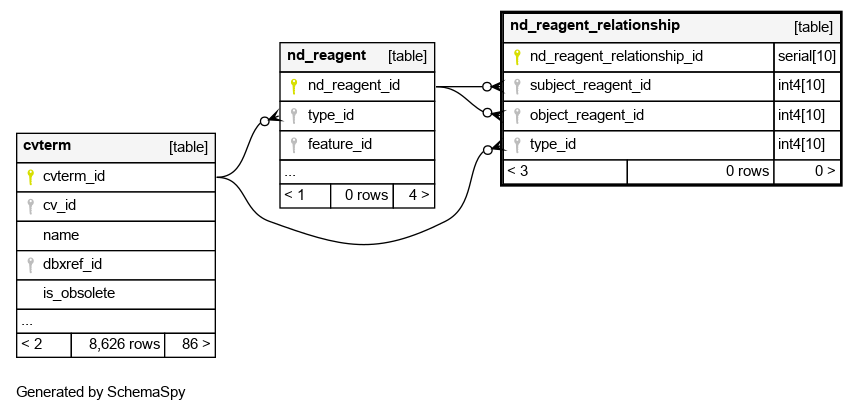 nd_reagent_relationship [table]
nd_reagent_relationship_id serial[10]
subject_reagent_id int4[10]
object_reagent_id int4[10]
type_id int4[10]
< 3 0 rows 0 >
nd_reagent [table]
nd_reagent_id
type_id
feature_id
...
< 1 0 rows 4 >
cvterm [table]
cvterm_id
cv_id
name
dbxref_id
is_obsolete
...
< 2 8,626 rows 86 >
Generated by SchemaSpy